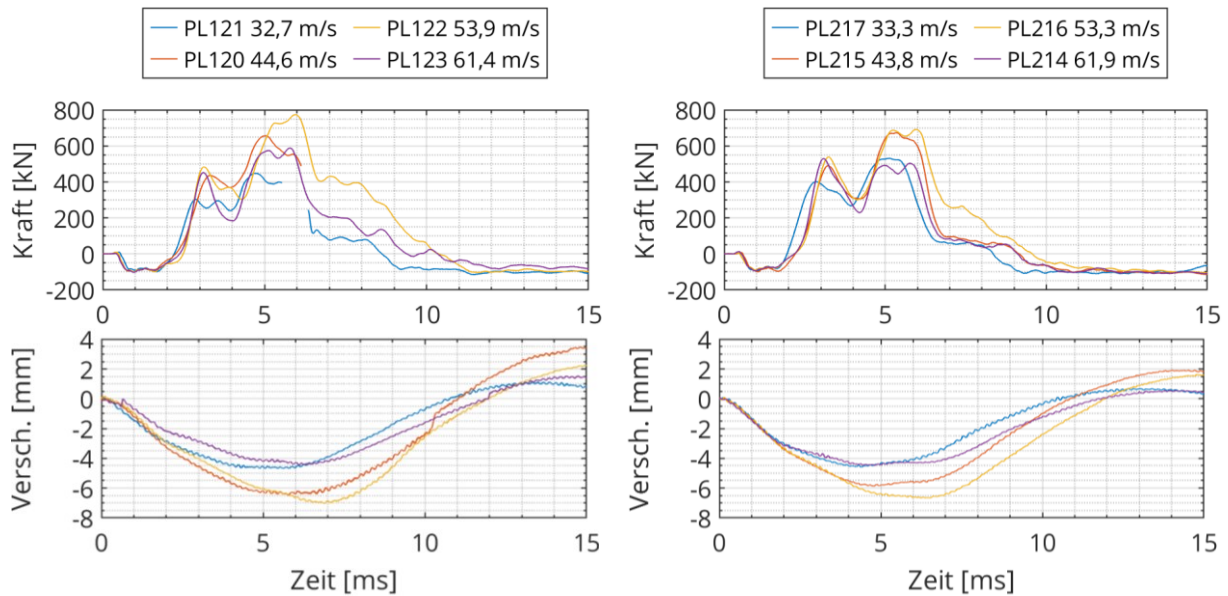 PL121 32,7 m/s PL122 53,9 m/s
PL120 44,6 m/s PL123 61,4 m/s
Kraft [kN]
800
600
400
200
0
-200
0 5 10 15
Versch. [mm]
4
2
0
-2
-4
-6
-8
0 5 10 15
Zeit [ms]
PL217 33,3 m/s PL216 53,3 m/s
PL215 43,8 m/s PL214 61,9 m/s
Kraft [kN]
800
600
400
200
0
-200
0 5 10 15
Versch. [mm]
4
2
0
-2
-4
-6
-8
0 5 10 15
Zeit [ms]